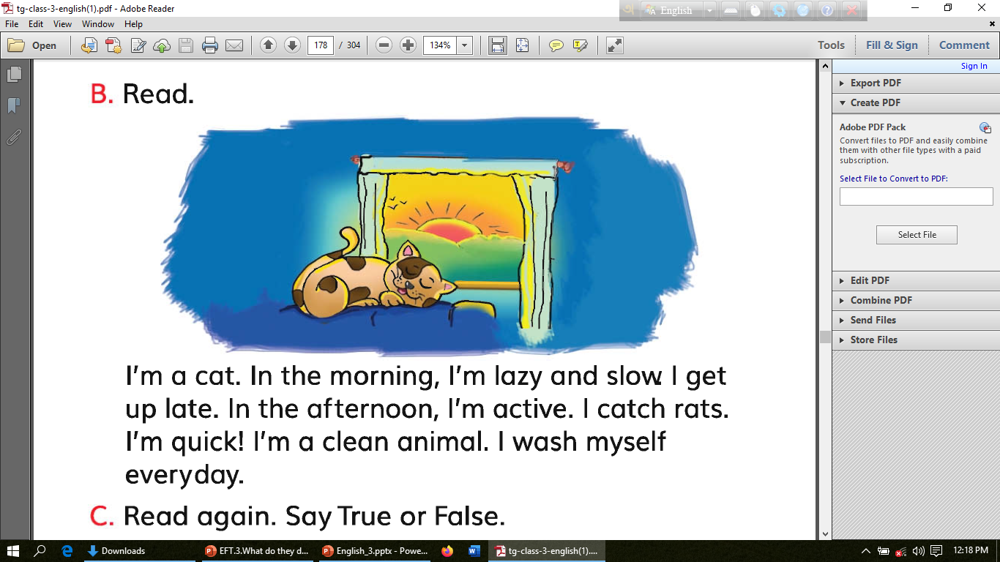 tg-class-3-english(1).pdf - Adobe Reader
English
File Edit View Window Help
Open 178 / 304 134% Tools Fill & Sign Comment
Sign In
B. Read.
I'm a cat. In the morning, I'm lazy and slow. I get
up late. In the afternoon, I'm active. I catch rats.
I'm quick! I'm a clean animal. I wash myself
everyday.
C. Read again. Say True or False.
Export PDF
Create PDF
Adobe PDF Pack
Convert files to PDF and easily combine
them with other file types with a paid
subscription.
Select File to Convert to PDF:
Select File
Edit PDF
Combine PDF
Send Files
Store Files
Downloads EFT.3.What do they d... English_3.pptx - Powe... tg-class-3-english(1).... 12:18 PM